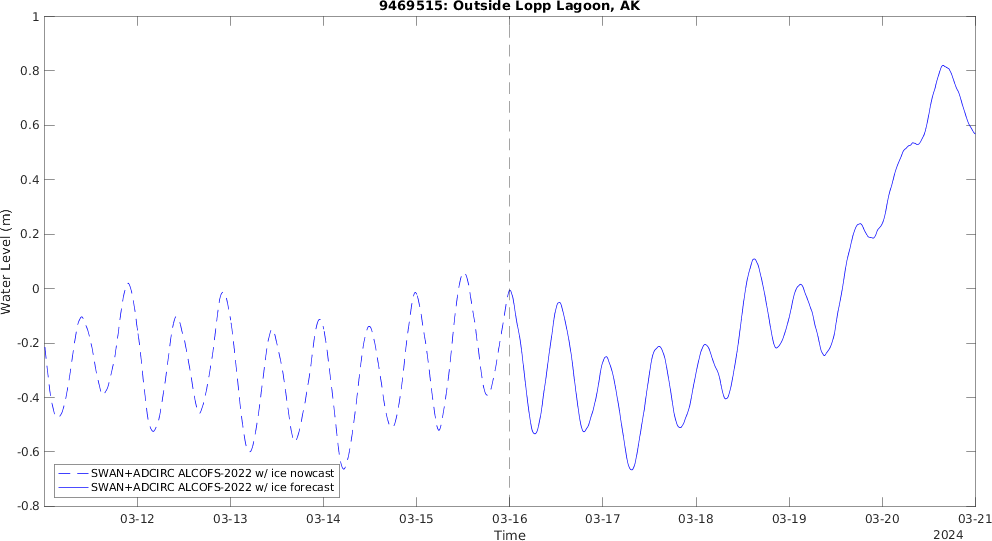 9469515: Outside Lopp Lagoon, AK
1
0.8
0.6
0.4
0.2
0
-0.2
-0.4
-0.6
-0.8
Water Level (m)
SWAN+ADCIRC ALCOFS-2022 w/ ice nowcast
SWAN+ADCIRC ALCOFS-2022 w/ ice forecast
03-12 03-13 03-14 03-15 03-16 03-17 03-18 03-19 03-20 03-21
Time
2024